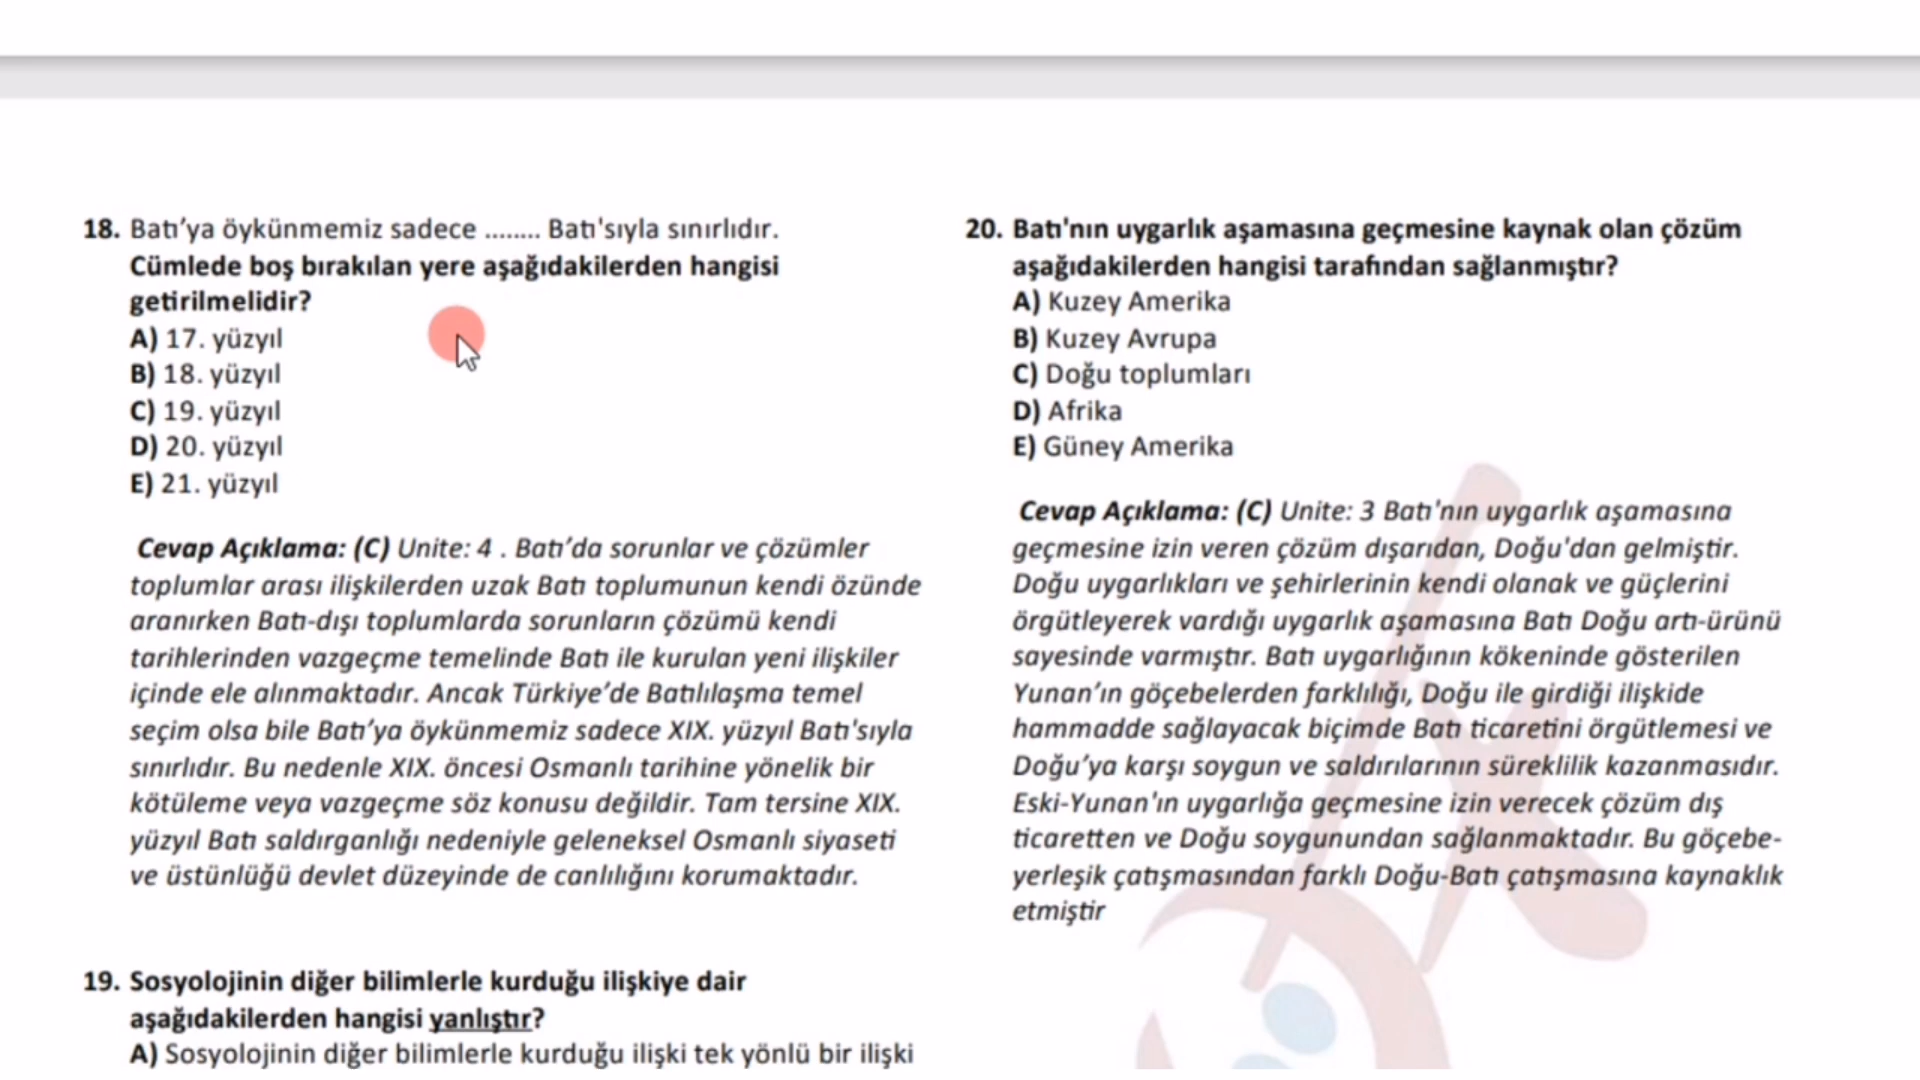 18. Batı’ya öykünmemiz sadece ........ Batı'sıyla sınırlıdır.
Cümlede boş bırakılan yere aşağıdakilerden hangisi
getirilmelidir?
A) 17. yüzyıl
B) 18. yüzyıl
C) 19. yüzyıl
D) 20. yüzyıl
E) 21. yüzyıl
Cevap Açıklama: (C) Unite: 4 . Batı’da sorunlar ve çözümler
toplumlar arası ilişkilerden uzak Batı toplumunun kendi özünde
aranırken Batı-dışı toplumlarda sorunların çözümü kendi
tarihlerinden vazgeçme temelinde Batı ile kurulan yeni ilişkiler
içinde ele alınmaktadır. Ancak Türkiye’de Batılılaşma temel
seçim olsa bile Batı’ya öykünmemiz sadece XIX. yüzyıl Batı'sıyla
sınırlıdır. Bu nedenle XIX. öncesi Osmanlı tarihine yönelik bir
kötüleme veya vazgeçme söz konusu değildir. Tam tersine XIX.
yüzyıl Batı saldırganlığı nedeniyle geleneksel Osmanlı siyaseti
ve üstünlüğü devlet düzeyinde de canlılığını korumaktadır.
19. Sosyolojinin diğer bilimlerle kurduğu ilişkiye dair
aşağıdakilerden hangisi yanlıştır?
A) Sosyolojinin diğer bilimlerle kurduğu ilişki tek yönlü bir ilişki
20. Batı'nın uygarlık aşamasına geçmesine kaynak olan çözüm
aşağıdakilerden hangisi tarafından sağlanmıştır?
A) Kuzey Amerika
B) Kuzey Avrupa
C) Doğu toplumları
D) Afrika
E) Güney Amerika
Cevap Açıklama: (C) Unite: 3 Batı'nın uygarlık aşamasına
geçmesine izin veren çözüm dışarıdan, Doğu'dan gelmiştir.
Doğu uygarlıkları ve şehirlerinin kendi olanak ve güçlerini
örgütleyerek vardığı uygarlık aşamasına Batı Doğu artı-ürünü
sayesinde varmıştır. Batı uygarlığının kökeninde gösterilen
Yunan’ın göçebelerden farklılığı, Doğu ile girdiği ilişkide
hammadde sağlayacak biçimde Batı ticaretini örgütlemesi ve
Doğu’ya karşı soygun ve saldırılarının süreklilik kazanmasıdır.
Eski-Yunan'ın uygarlığa geçmesine izin verecek çözüm dış
ticaretten ve Doğu soygunundan sağlanmaktadır. Bu göçebe-
yerleşik çatışmasından farklı Doğu-Batı çatışmasına kaynaklık
etmiştir